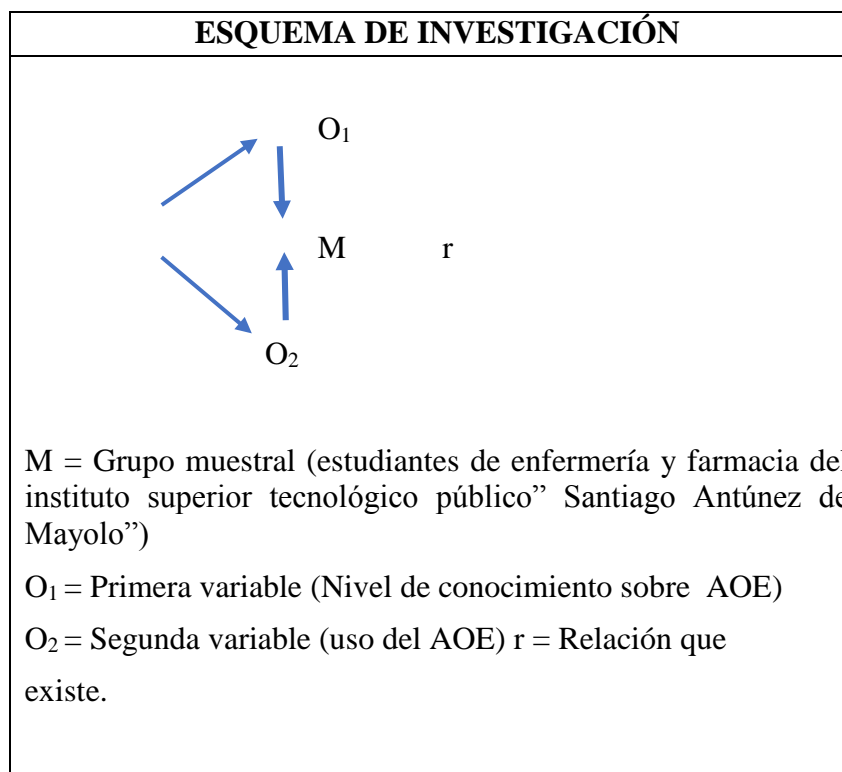 ESQUEMA DE INVESTIGACIÓN
O₁
M r
O₂
M = Grupo muestral (estudiantes de enfermería y farmacia del
instituto superior tecnológico público” Santiago Antúnez de
Mayolo”)
O₁ = Primera variable (Nivel de conocimiento sobre AOE)
O₂ = Segunda variable (uso del AOE) r = Relación que
existe.